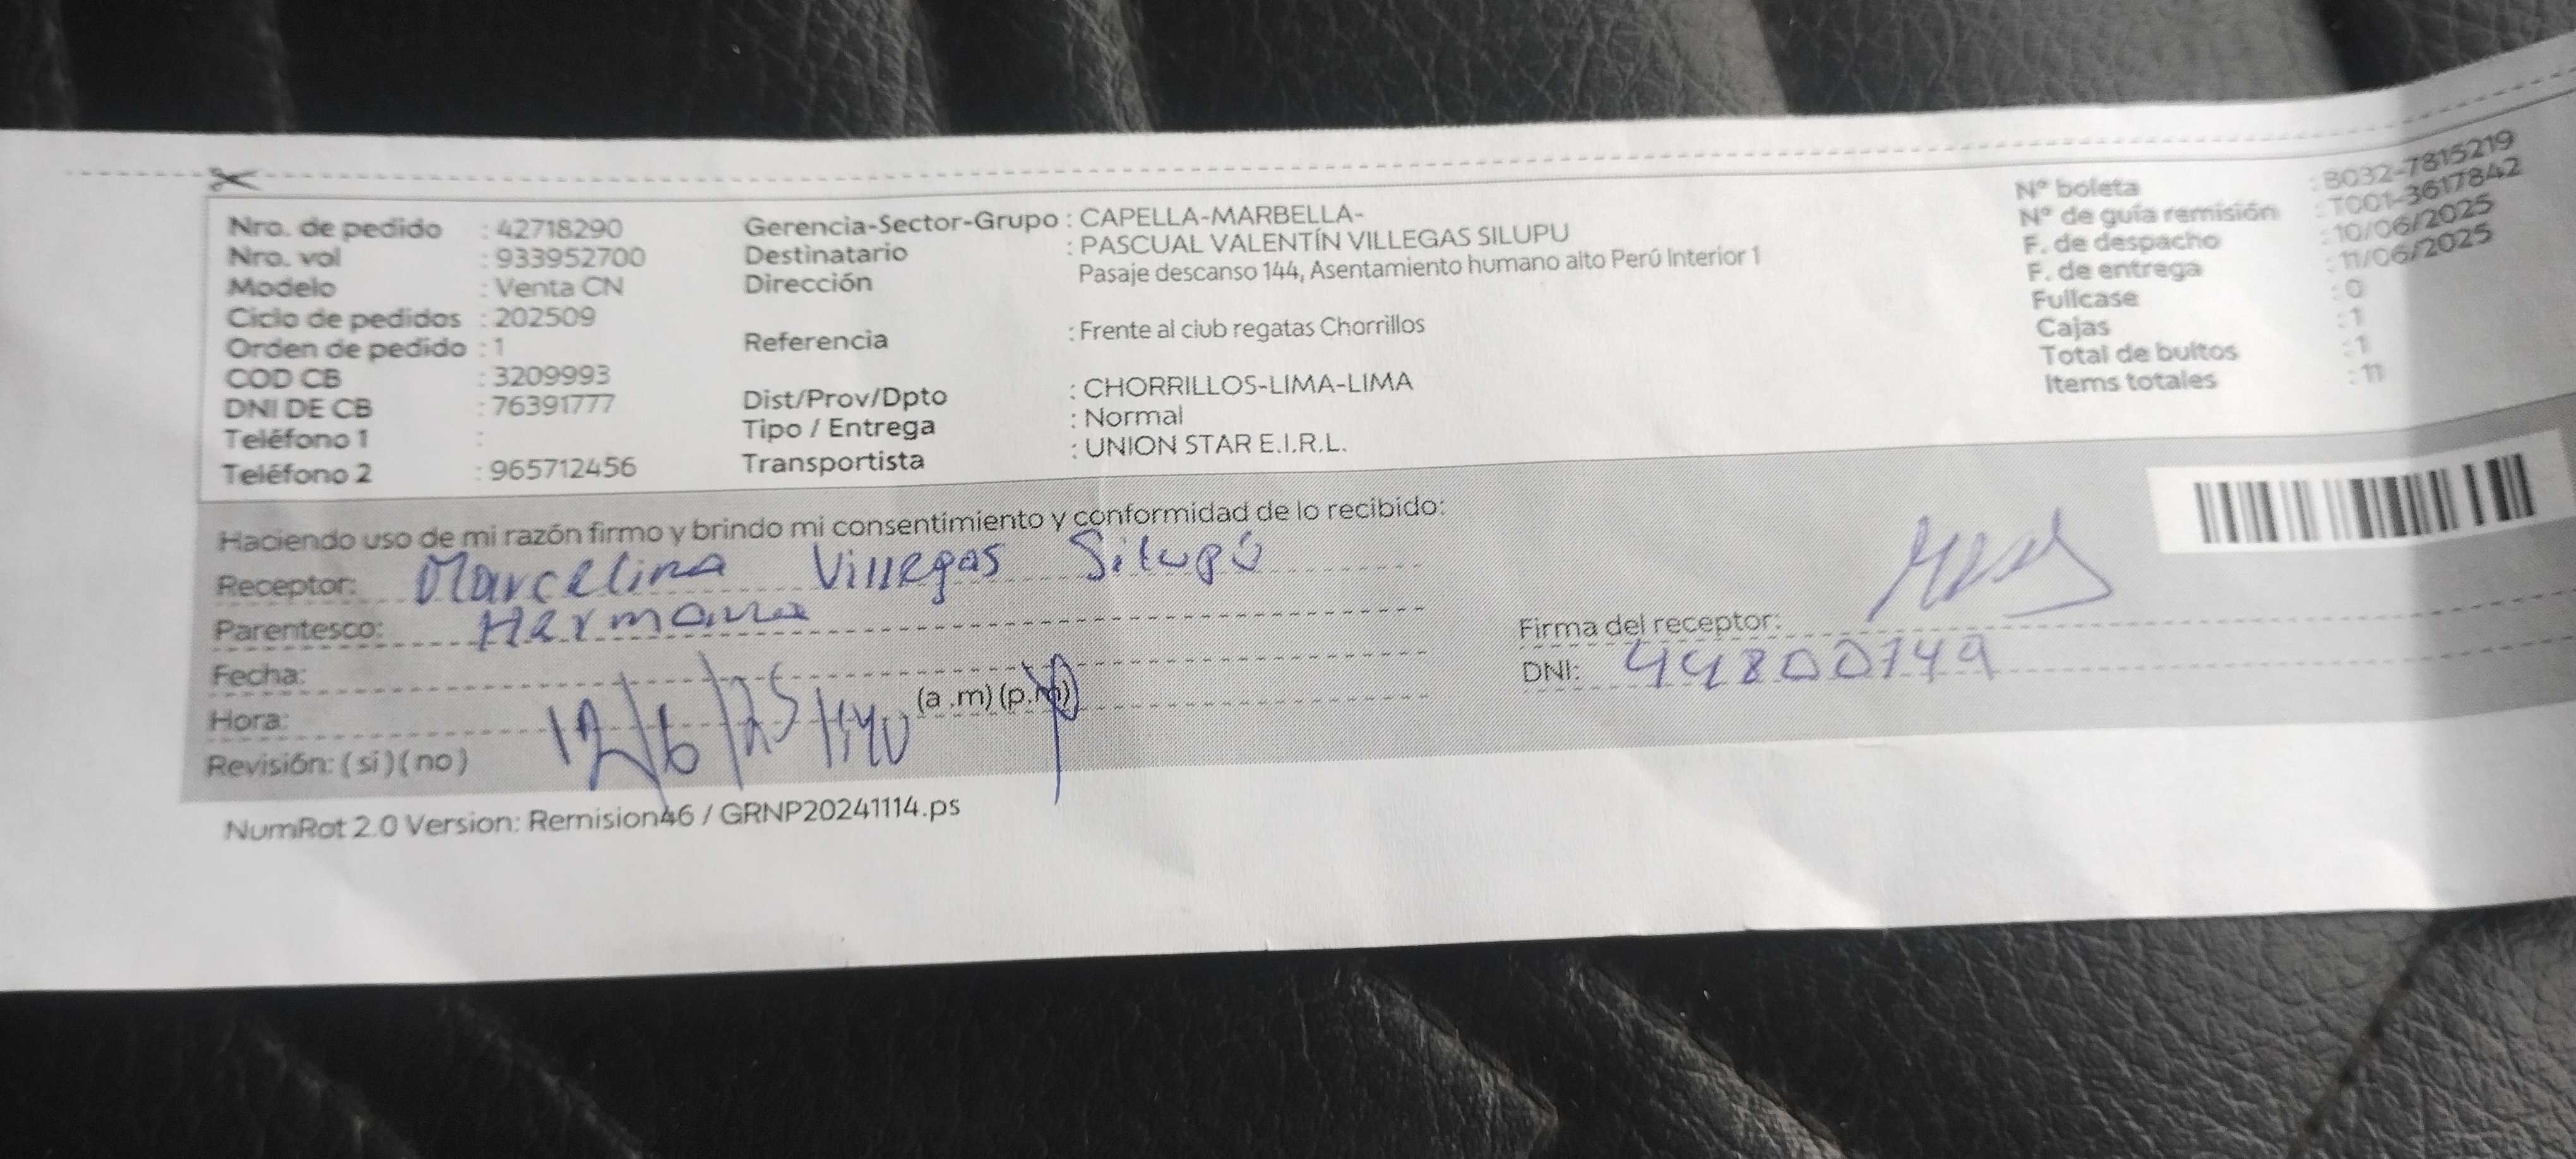 Nro. de pedido : 42718290
Nro. vol : 933952700
Modelo : Venta CN
Ciclo de pedidos : 202509
Orden de pedido : 1
COD CB : 3209993
DNI DE CB : 76391777
Teléfono 1 :
Teléfono 2 : 965712456
Gerencia-Sector-Grupo : CAPELLA-MARBELLA-
Destinatario : PASCUAL VALENTÍN VILLEGAS SILUPU
Dirección Pasaje descanso 144, Asentamiento humano alto Perú Interior 1
Referencia : Frente al club regatas Chorrillos
Dist/Prov/Dpto : CHORRILLOS-LIMA-LIMA
Tipo / Entrega : Normal
Transportista : UNION STAR E.I.R.L.
N° boleta : B032-7815219
N° de guía remisión : T001-3617842
F. de despacho : 10/06/2025
F. de entrega : 11/06/2025
Fullcase : 0
Cajas : 1
Total de bultos : 1
Items totales : 11
Haciendo uso de mi razón firmo y brindo mi consentimiento y conformidad de lo recibido:
Receptor: Marcelina Villegas Silupú
Parentesco: Hermana
Fecha:
Hora: 12/6/25 (a .m) (p.m)
Revisión: ( si ) ( no )
Firma del receptor:
DNI: 44800749
NumRot 2.0 Version: Remision46 / GRNP20241114.ps